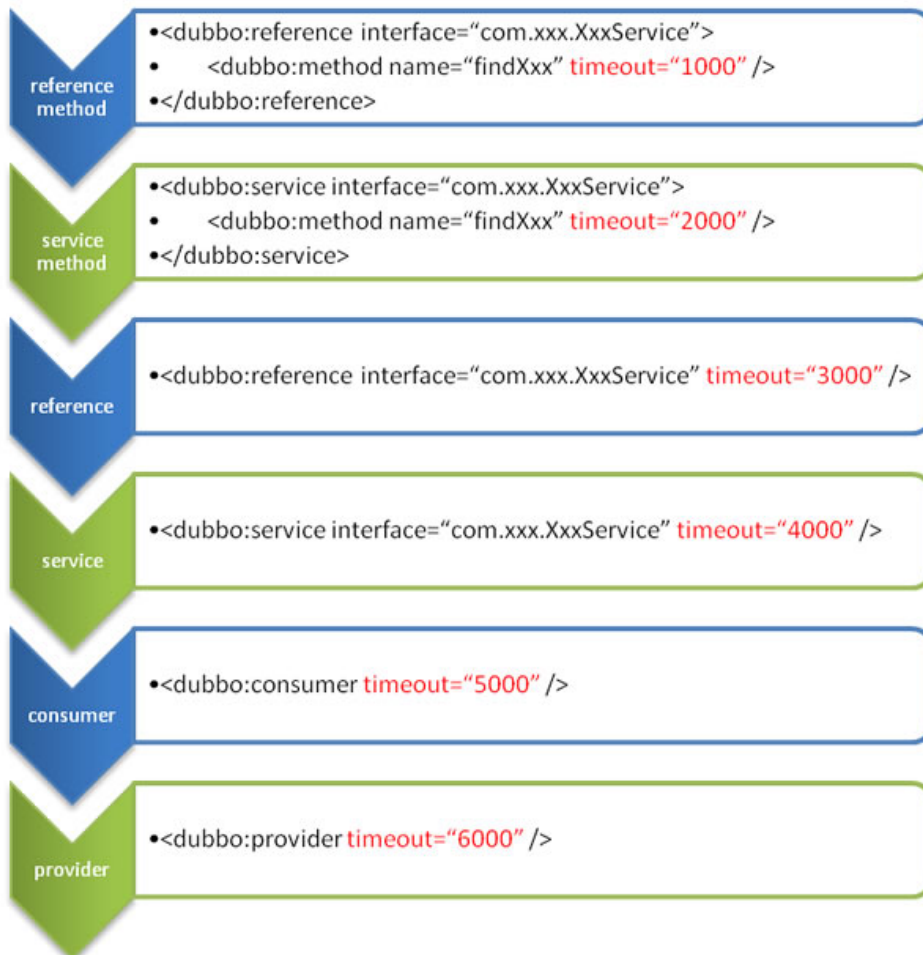 reference
method
•<dubbo:reference interface=“com.xxx.XxxService”>
• <dubbo:method name=“findXxx” timeout=“1000” />
•</dubbo:reference>
service
method
•<dubbo:service interface=“com.xxx.XxxService”>
• <dubbo:method name=“findXxx” timeout=“2000” />
•</dubbo:service>
reference
•<dubbo:reference interface=“com.xxx.XxxService” timeout=“3000” />
service
•<dubbo:service interface=“com.xxx.XxxService” timeout=“4000” />
consumer
•<dubbo:consumer timeout=“5000” />
provider
•<dubbo:provider timeout=“6000” />